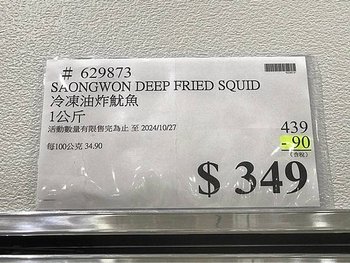 # 629873
SAONGWON DEEP FRIED SQUID
冷凍油炸魷魚
1公斤
活動數量有限售完為止 至 2024/10/27
439
- 90
(含稅)
每100公克 34.90
$ 349